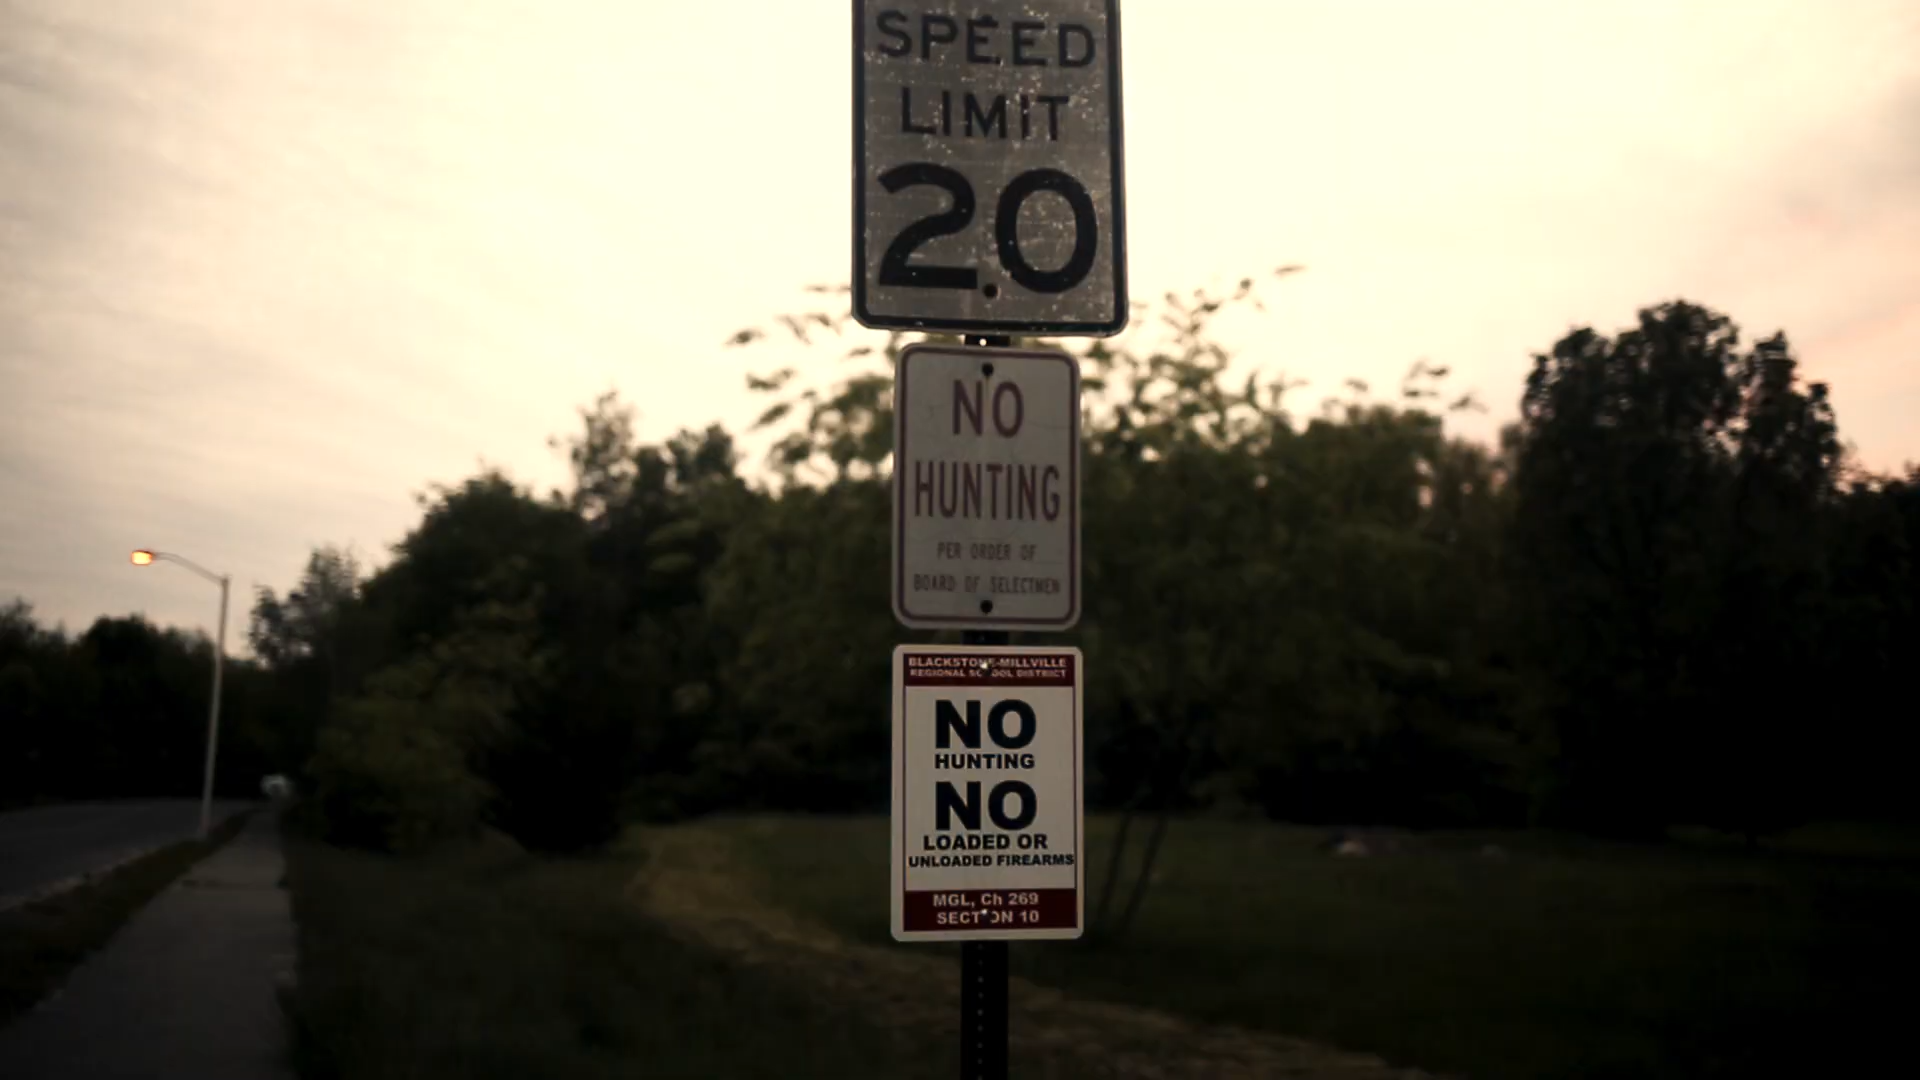 SPEED
LIMIT
20
NO
HUNTING
PER ORDER OF
BOARD OF SELECTMEN
BLACKSTONE-MILLVILLE
REGIONAL SCHOOL DISTRICT
NO
HUNTING
NO
LOADED OR
UNLOADED FIREARMS
MGL, Ch 269
SECTION 10